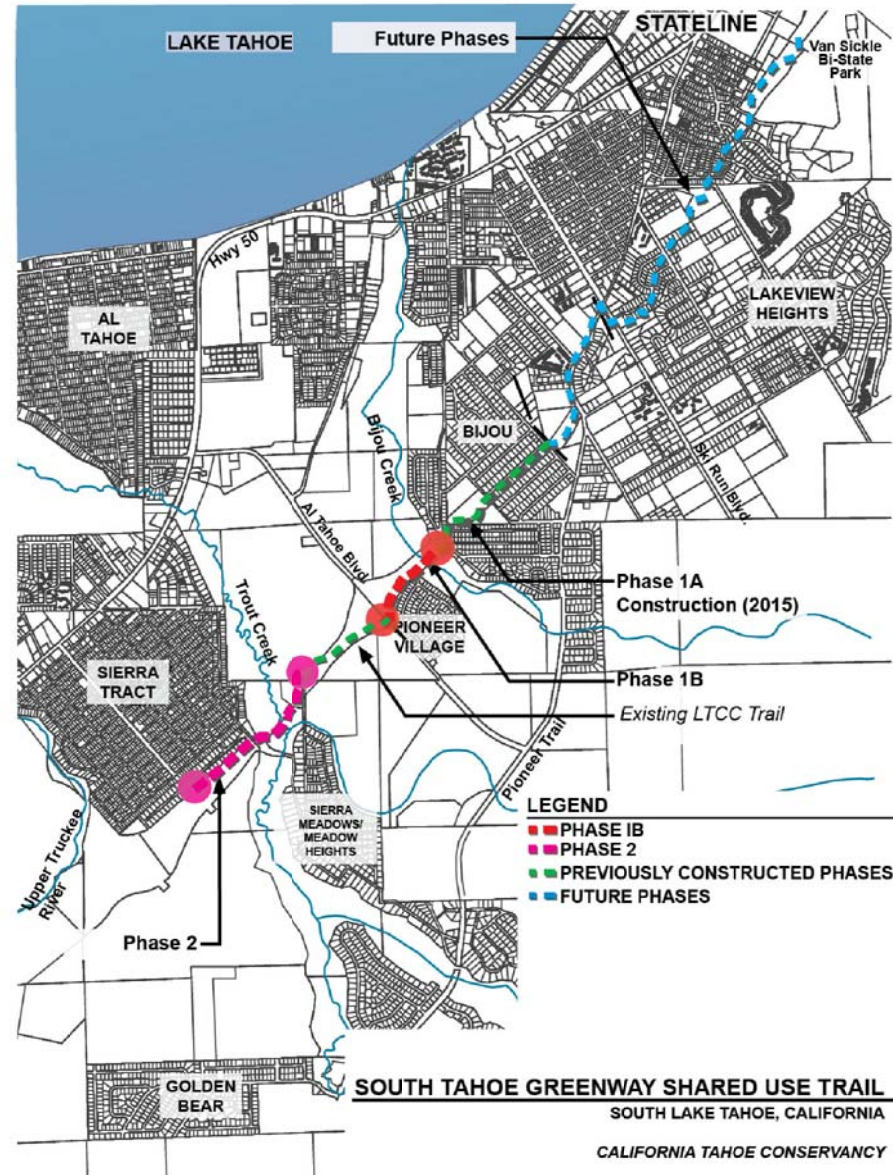 LAKE TAHOE
Future Phases
STATELINE
Van Sickle
Bi-State
Park
Hwy 50
AL
TAHOE
LAKEVIEW
HEIGHTS
Bijou Creek
BIJOU
Ski Run Blvd.
Al Tahoe Blvd
Trout Creek
Phase 1A
Construction (2015)
PIONEER
VILLAGE
SIERRA
TRACT
Phase 1B
Existing LTCC Trail
Pioneer Trail
SIERRA
MEADOWS/
MEADOW
HEIGHTS
Upper Truckee
River
LEGEND
PHASE IB
PHASE 2
PREVIOUSLY CONSTRUCTED PHASES
FUTURE PHASES
Phase 2
GOLDEN
BEAR
SOUTH TAHOE GREENWAY SHARED USE TRAIL
SOUTH LAKE TAHOE, CALIFORNIA
CALIFORNIA TAHOE CONSERVANCY